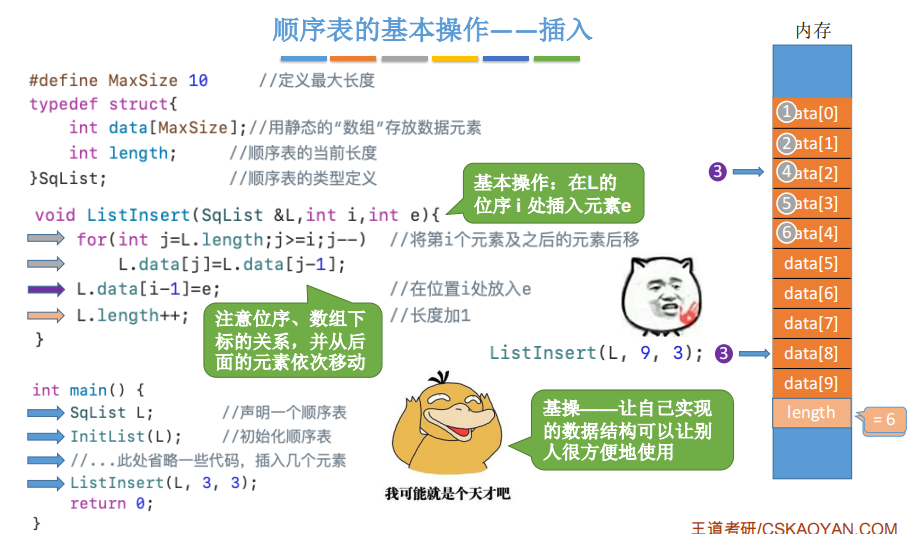 顺序表的基本操作——插入
#define MaxSize 10 //定义最大长度
typedef struct{
int data[MaxSize];//用静态的“数组”存放数据元素
int length; //顺序表的当前长度
}SqList; //顺序表的类型定义
基本操作：在L的
位序 i 处插入元素e
void ListInsert(SqList &L,int i,int e){
for(int j=L.length;j>=i;j--) //将第i个元素及之后的元素后移
L.data[j]=L.data[j-1];
L.data[i-1]=e; //在位置i处放入e
L.length++; //长度加1
}
注意位序、数组下
标的关系，并从后
面的元素依次移动
ListInsert(L, 9, 3); 3
int main() {
SqList L; //声明一个顺序表
InitList(L); //初始化顺序表
//...此处省略一些代码，插入几个元素
ListInsert(L, 3, 3);
return 0;
}
我可能就是个天才吧
基操——让自己实现
的数据结构可以让别
人很方便地使用
内存
1 ata[0]
2 ata[1]
3 4 ata[2]
5 ata[3]
6 ata[4]
data[5]
data[6]
data[7]
data[8]
data[9]
length = 6
王道考研/CSKAOYAN.COM